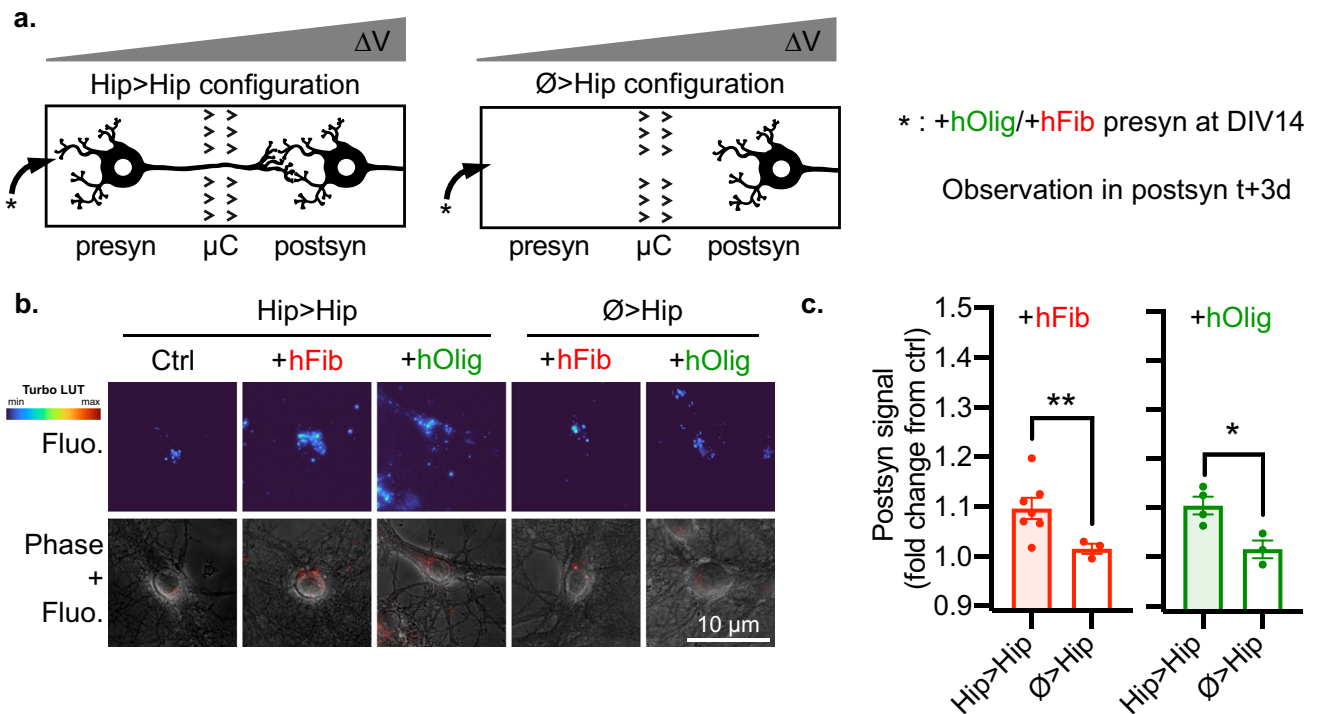 a.
ΔV
ΔV
Hip>Hip configuration
Ø>Hip configuration
*
presyn
µC
postsyn
*
presyn
µC
postsyn
* : +hOlig/+hFib presyn at DIV14
Observation in postsyn t+3d
b.
Hip>Hip
Ø>Hip
Ctrl
+hFib
+hOlig
+hFib
+hOlig
Turbo LUT
min
max
Fluo.
Phase
+
Fluo.
10 µm
c.
Postsyn signal
(fold change from ctrl)
1.5
1.4
1.3
1.2
1.1
1.0
0.9
+hFib
**
Hip>Hip
Ø>Hip
+hOlig
*
Hip>Hip
Ø>Hip